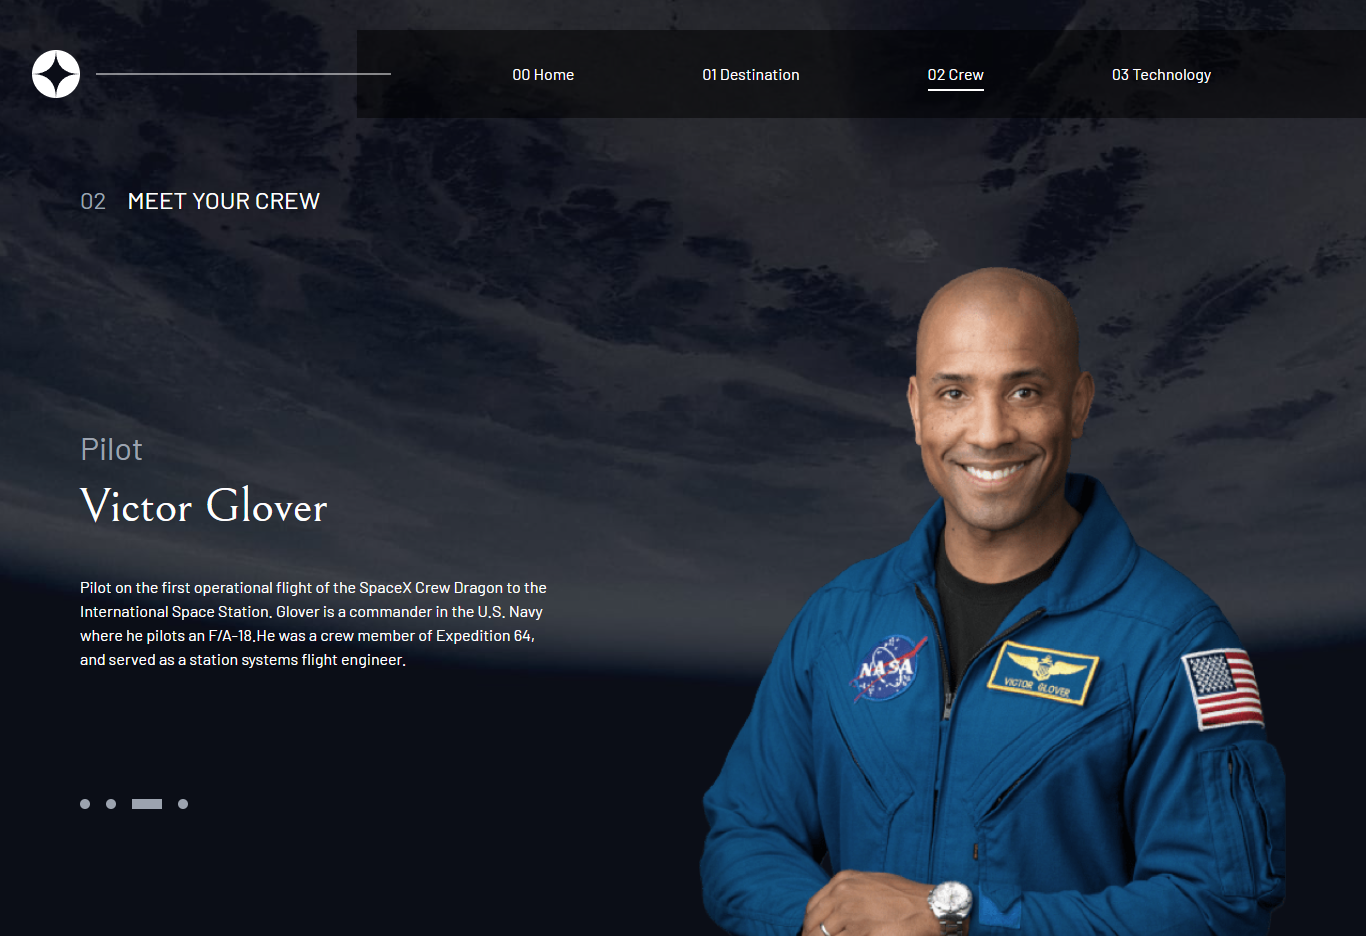 00 Home
01 Destination
02 Crew
03 Technology
02 MEET YOUR CREW
Pilot
Victor Glover
Pilot on the first operational flight of the SpaceX Crew Dragon to the
International Space Station. Glover is a commander in the U.S. Navy
where he pilots an F/A-18.He was a crew member of Expedition 64,
and served as a station systems flight engineer.
NASA
VICTOR GLOVER